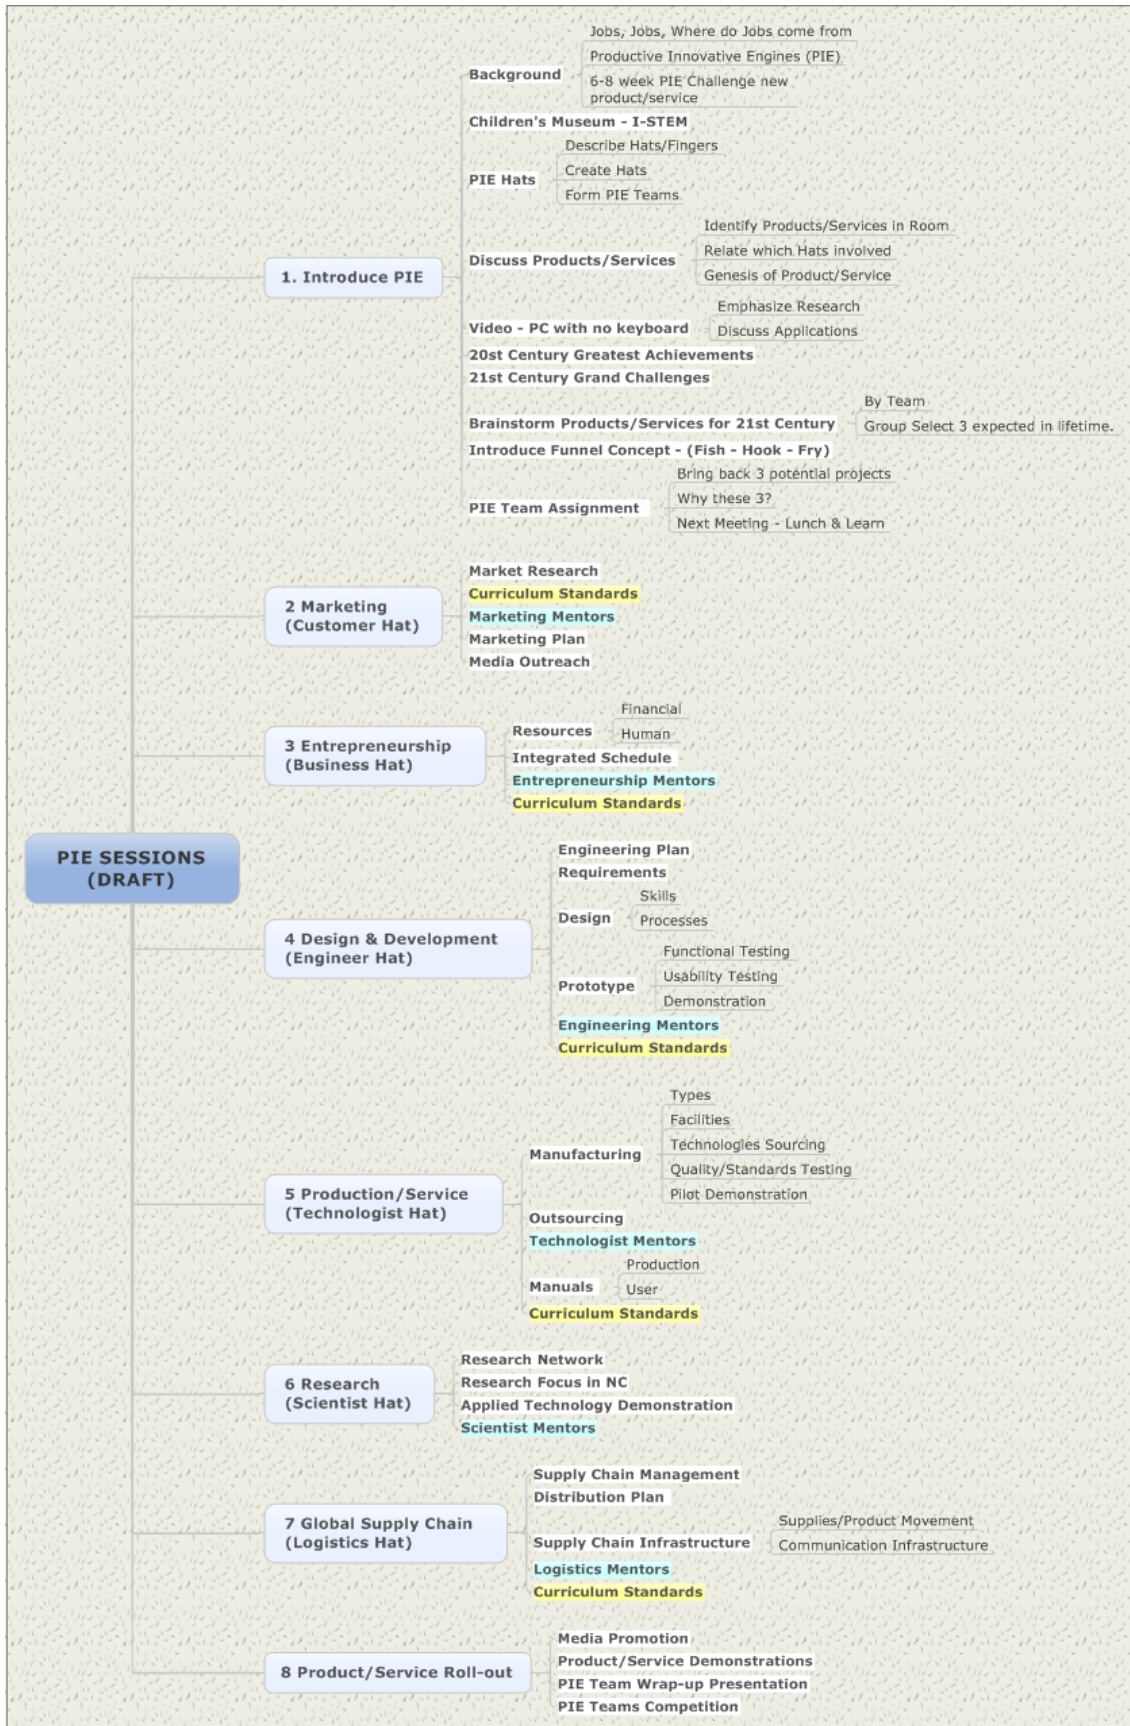 Jobs, Jobs, Where do Jobs come from
Productive Innovative Engines (PIE)
Background
6-8 week PIE Challenge new
product/service
Children's Museum - I-STEM
Describe Hats/Fingers
PIE Hats
Create Hats
Form PIE Teams
Identify Products/Services in Room
Discuss Products/Services
Relate which Hats involved
Genesis of Product/Service
1. Introduce PIE
Emphasize Research
Video - PC with no keyboard
Discuss Applications
20st Century Greatest Achievements
21st Century Grand Challenges
By Team
Brainstorm Products/Services for 21st Century
Group Select 3 expected in lifetime.
Introduce Funnel Concept - (Fish - Hook - Fry)
Bring back 3 potential projects
PIE Team Assignment
Why these 3?
Next Meeting - Lunch & Learn
2 Marketing
(Customer Hat)
Market Research
Curriculum Standards
Marketing Mentors
Marketing Plan
Media Outreach
3 Entrepreneurship
(Business Hat)
Resources
Financial
Human
Integrated Schedule
Entrepreneurship Mentors
Curriculum Standards
PIE SESSIONS
(DRAFT)
4 Design & Development
(Engineer Hat)
Engineering Plan
Requirements
Design
Skills
Processes
Prototype
Functional Testing
Usability Testing
Demonstration
Engineering Mentors
Curriculum Standards
5 Production/Service
(Technologist Hat)
Manufacturing
Types
Facilities
Technologies Sourcing
Quality/Standards Testing
Pilot Demonstration
Outsourcing
Technologist Mentors
Manuals
Production
User
Curriculum Standards
6 Research
(Scientist Hat)
Research Network
Research Focus in NC
Applied Technology Demonstration
Scientist Mentors
7 Global Supply Chain
(Logistics Hat)
Supply Chain Management
Distribution Plan
Supply Chain Infrastructure
Supplies/Product Movement
Communication Infrastructure
Logistics Mentors
Curriculum Standards
8 Product/Service Roll-out
Media Promotion
Product/Service Demonstrations
PIE Team Wrap-up Presentation
PIE Teams Competition